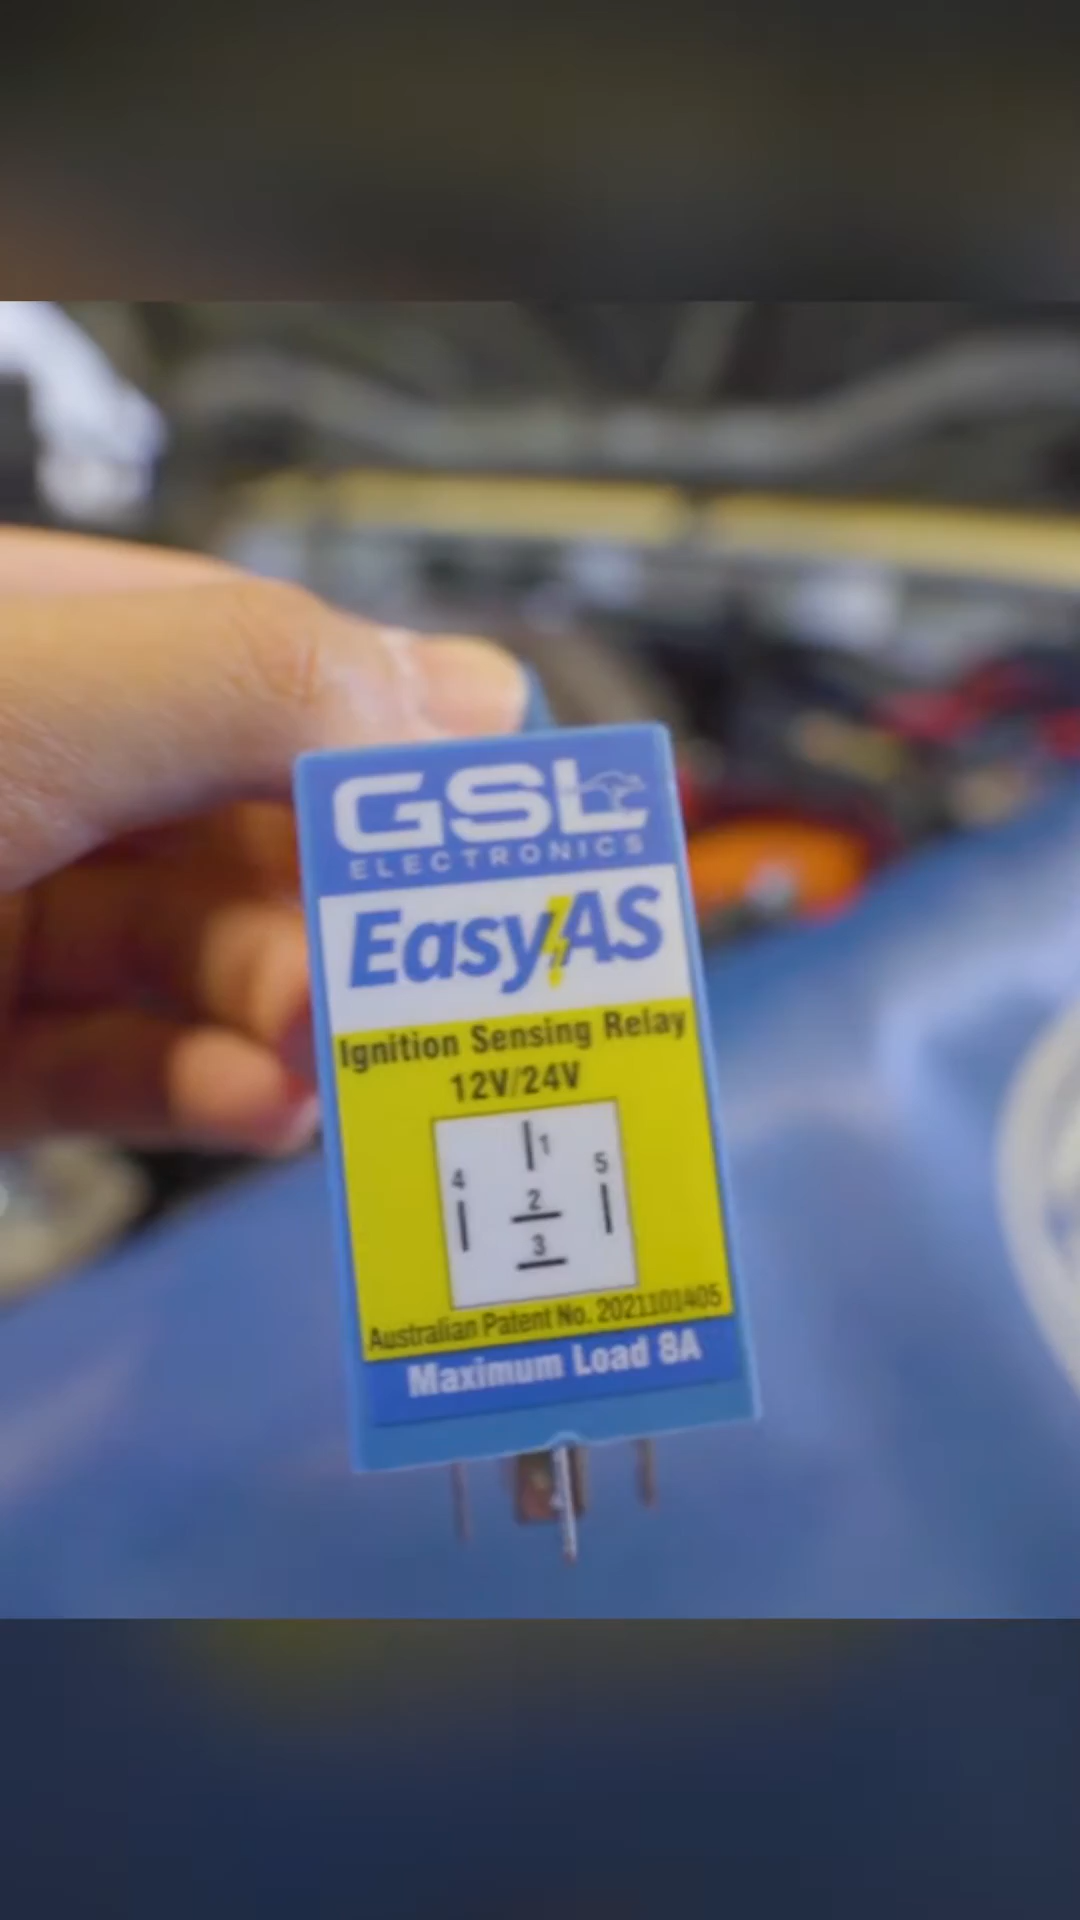 GSL
ELECTRONICS
Easy AS
Ignition Sensing Relay
12V/24V
1
4
5
2
3
Australian Patent No. 2021101405
Maximum Load 8A